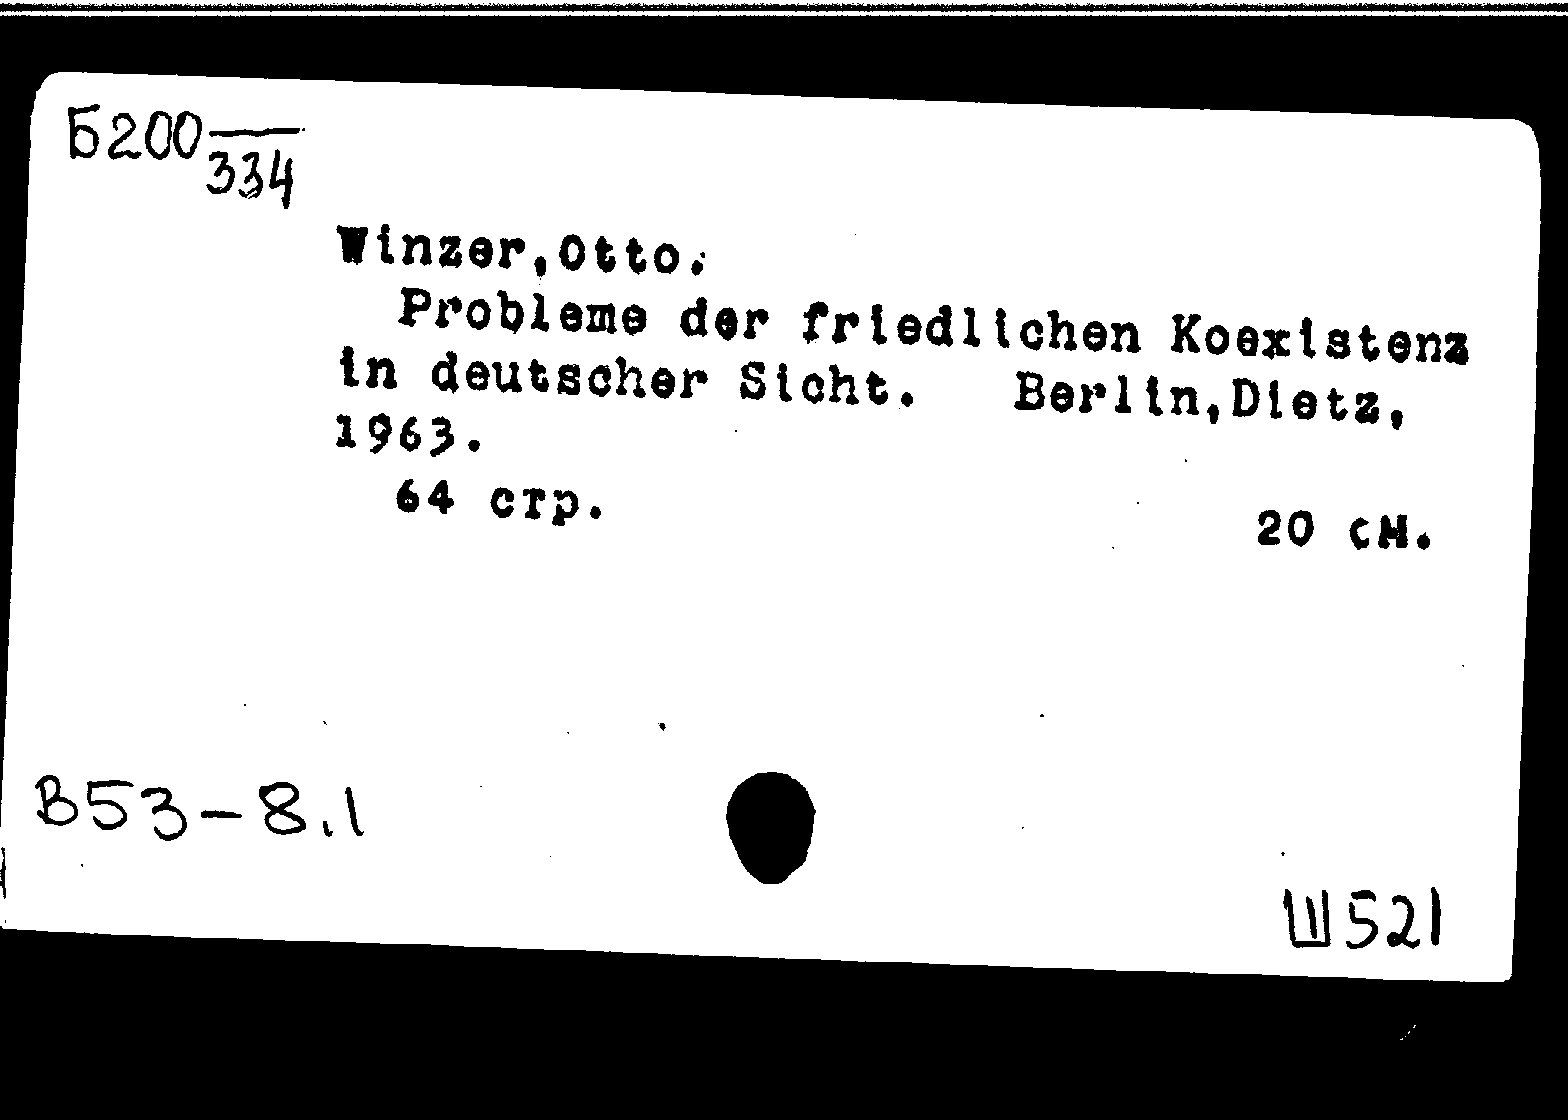 Б200
334
Winzer,Otto.
Probleme der friedlichen Koexistenz
in deutscher Sicht. Berlin,Dietz,
1963.
64 стр. 20 см.
В53-8.1
Ш521